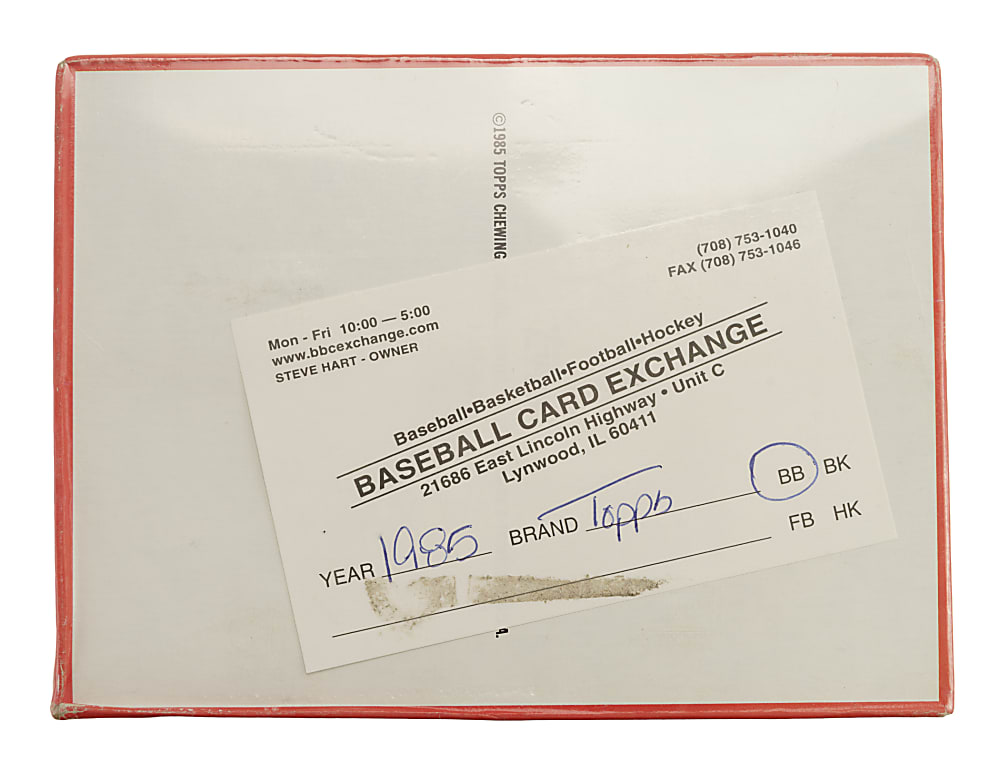 ©1985 TOPPS CHEWING
(708) 753-1040
FAX (708) 753-1046
Mon - Fri 10:00 — 5:00
www.bbcexchange.com
STEVE HART - OWNER
Baseball•Basketball•Football•Hockey
BASEBALL CARD EXCHANGE
21686 East Lincoln Highway • Unit C
Lynwood, IL 60411
YEAR 1985 BRAND Topps BB BK
FB HK